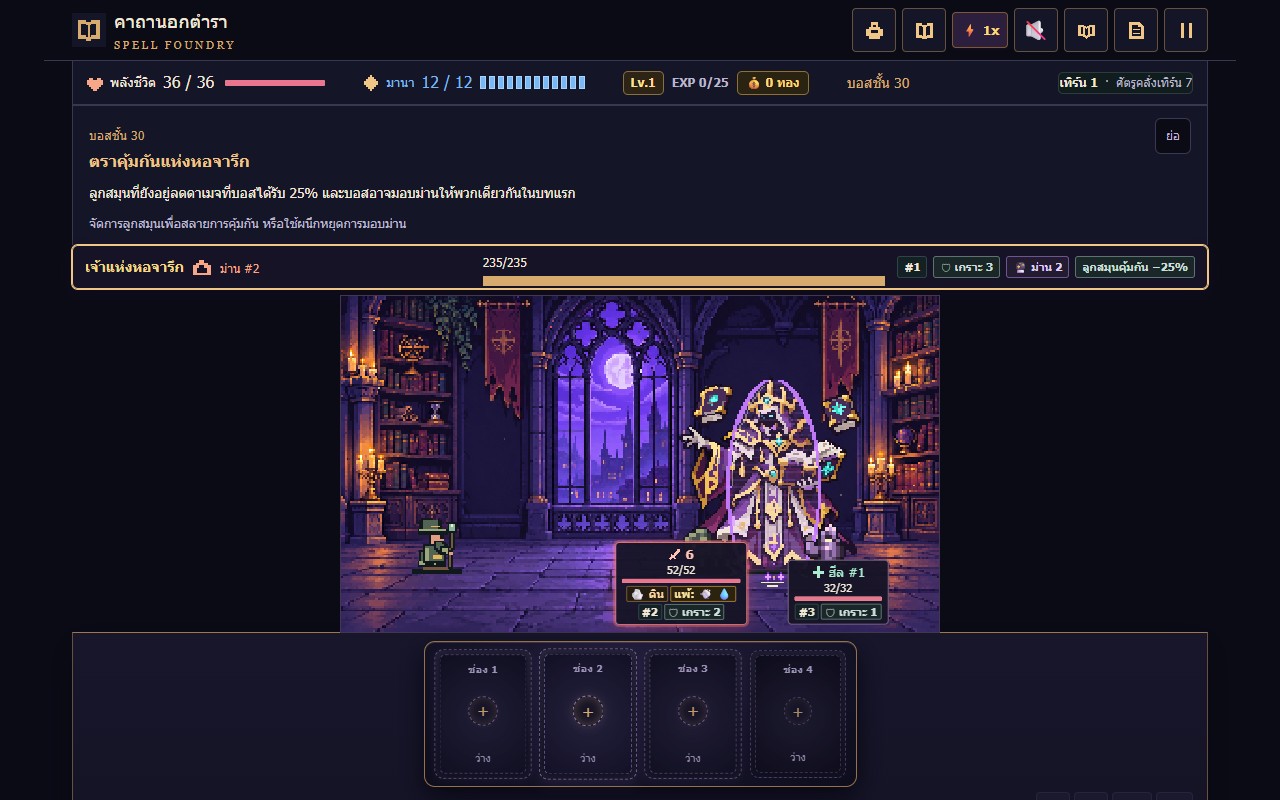 คาถานอกตำรา
SPELL FOUNDRY
1x
พลังชีวิต 36 / 36
มานา 12 / 12
Lv.1 EXP 0/25 0 ทอง
บอสชั้น 30
เทิร์น 1 · ศัตรูคลั่งเทิร์น 7
บอสชั้น 30
ย่อ
ตราคุ้มกันแห่งหอจารึก
ลูกสมุนที่ยังอยู่ลดดาเมจที่บอสได้รับ 25% และบอสอาจมอบม่านให้พวกเดียวกันในบทแรก
จัดการลูกสมุนเพื่อสลายการคุ้มกัน หรือใช้ผนึกหยุดการมอบม่าน
เจ้าแห่งหอจารึก ม่าน #2
235/235
#1 เกราะ 3 ม่าน 2 ลูกสมุนคุ้มกัน −25%
6
52/52
ดิน แพ้:
#2 เกราะ 2
ฮีล #1
32/32
#3 เกราะ 1
ช่อง 1 ช่อง 2 ช่อง 3 ช่อง 4
+ + + +
ว่าง ว่าง ว่าง ว่าง